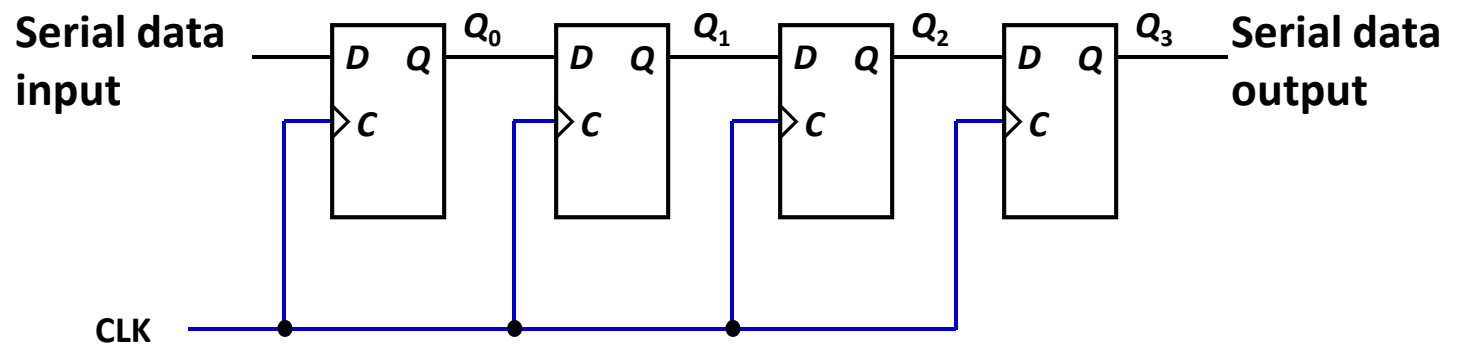 Serial data
input
Q0
Q1
Q2
Q3
Serial data
output
D Q
D Q
D Q
D Q
C
C
C
C
CLK